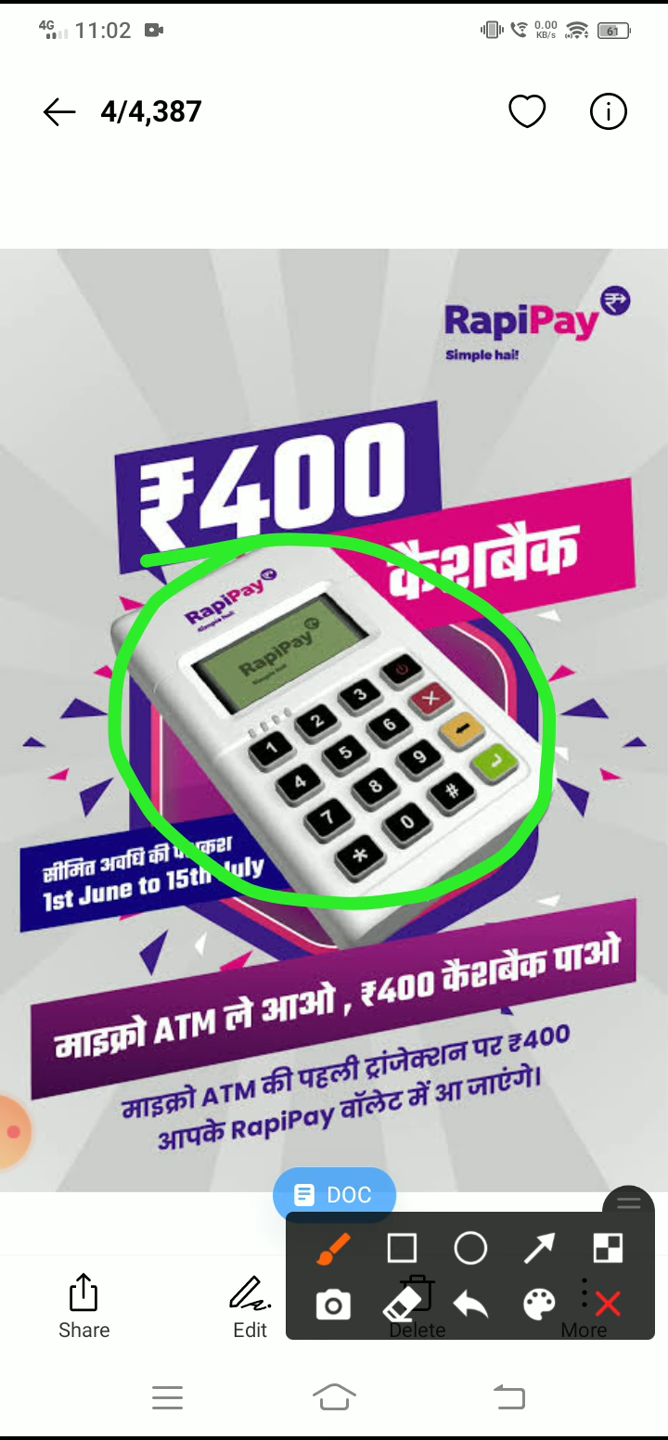 4G 11:02 0.00 KB/s 61
4/4,387
RapiPay
Simple hai!
₹400
कैशबैक
RapiPay
Simple hai!
RapiPay
Simple hai!
1 2 3
4 5 6
7 8 9
* 0 #
सीमित अवधि की
1st June to 15th July
माइक्रो ATM ले आओ , ₹400 कैशबैक पाओ
माइक्रो ATM की पहली ट्रांजेक्शन पर ₹400
आपके RapiPay वॉलेट में आ जाएंगे।
DOC
Share Edit Delete More